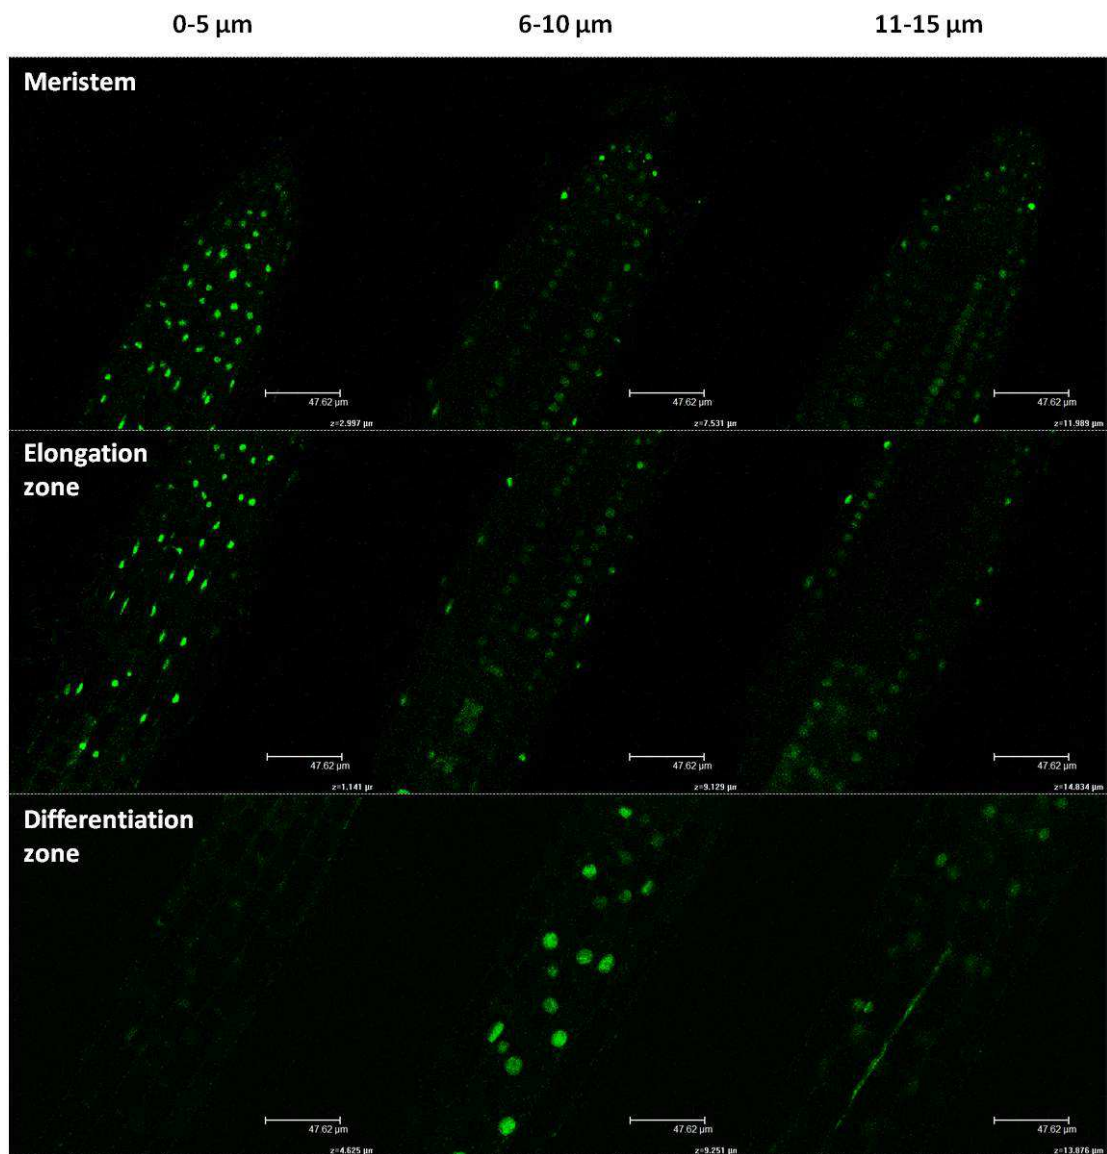 0-5 µm 6-10 µm 11-15 µm
Meristem
47.62 µm 47.62 µm 47.62 µm
z=2.997 µm z=7.531 µm z=11.989 µm
Elongation
zone
47.62 µm 47.62 µm 47.62 µm
z=1.141 µm z=9.129 µm z=14.834 µm
Differentiation
zone
47.62 µm 47.62 µm 47.62 µm
z=4.625 µm z=9.251 µm z=13.876 µm